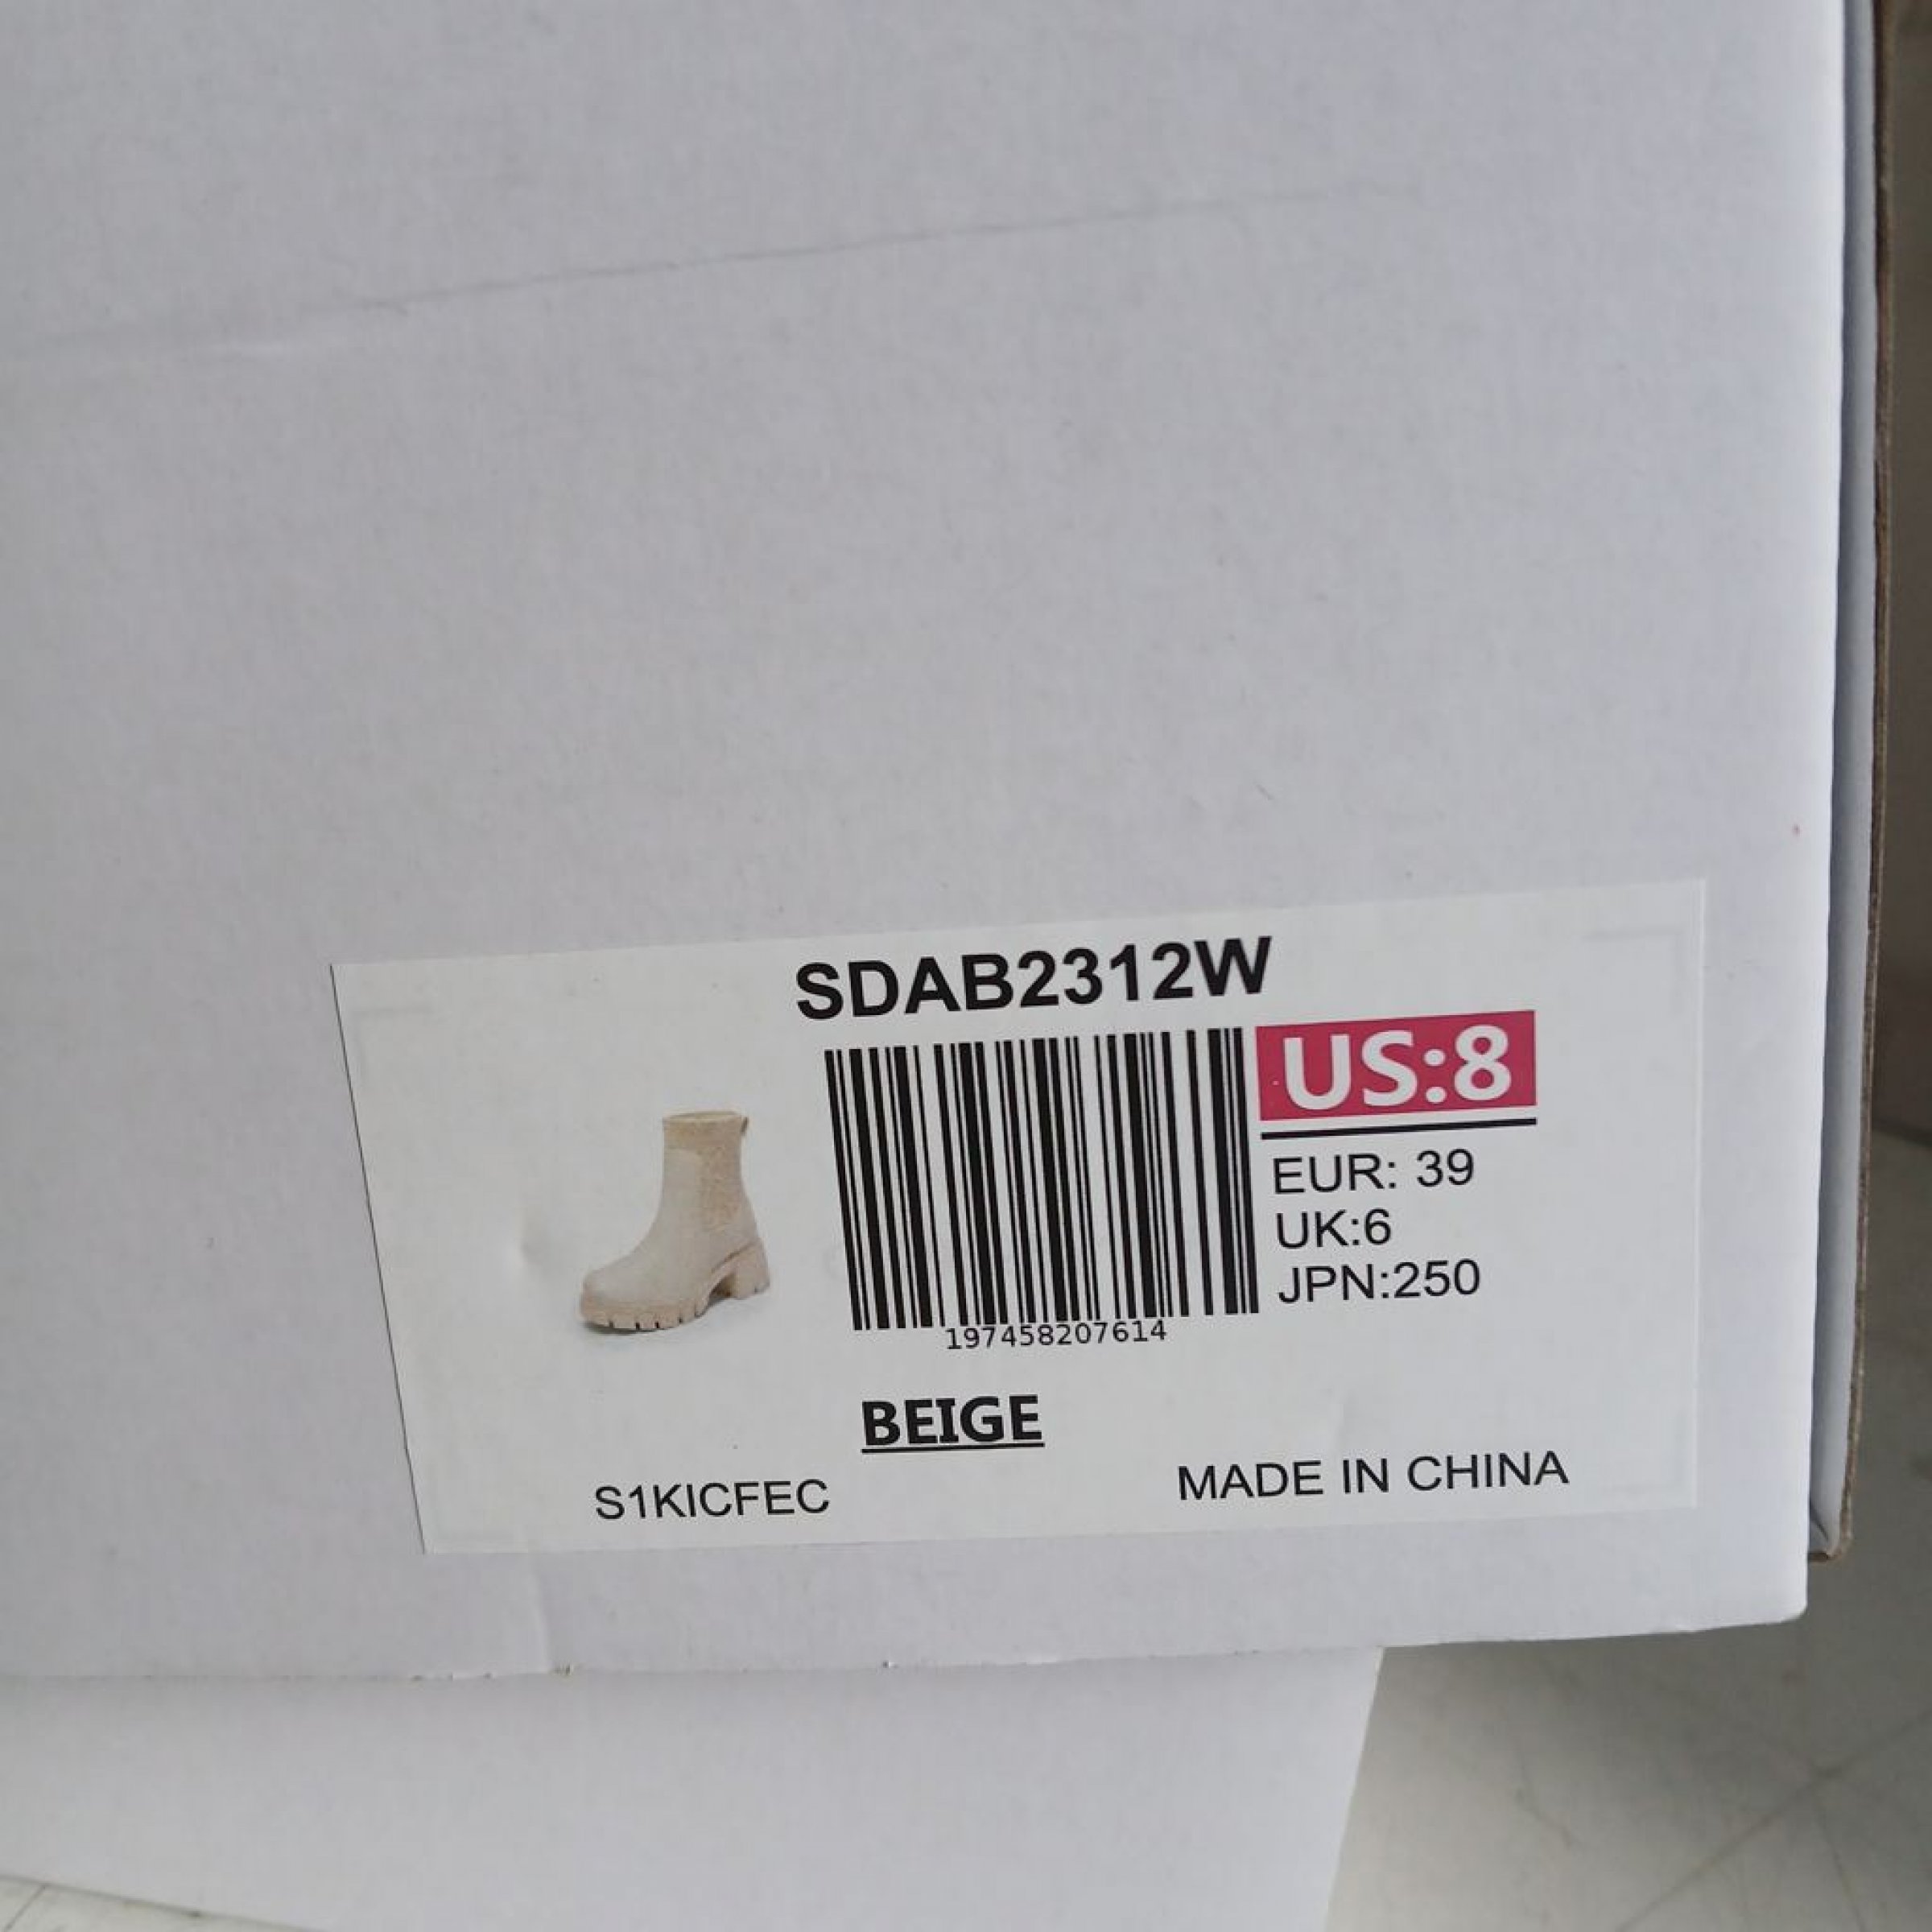 SDAB2312W
US:8
EUR: 39
UK:6
JPN:250
197458207614
BEIGE
S1KICFEC
MADE IN CHINA